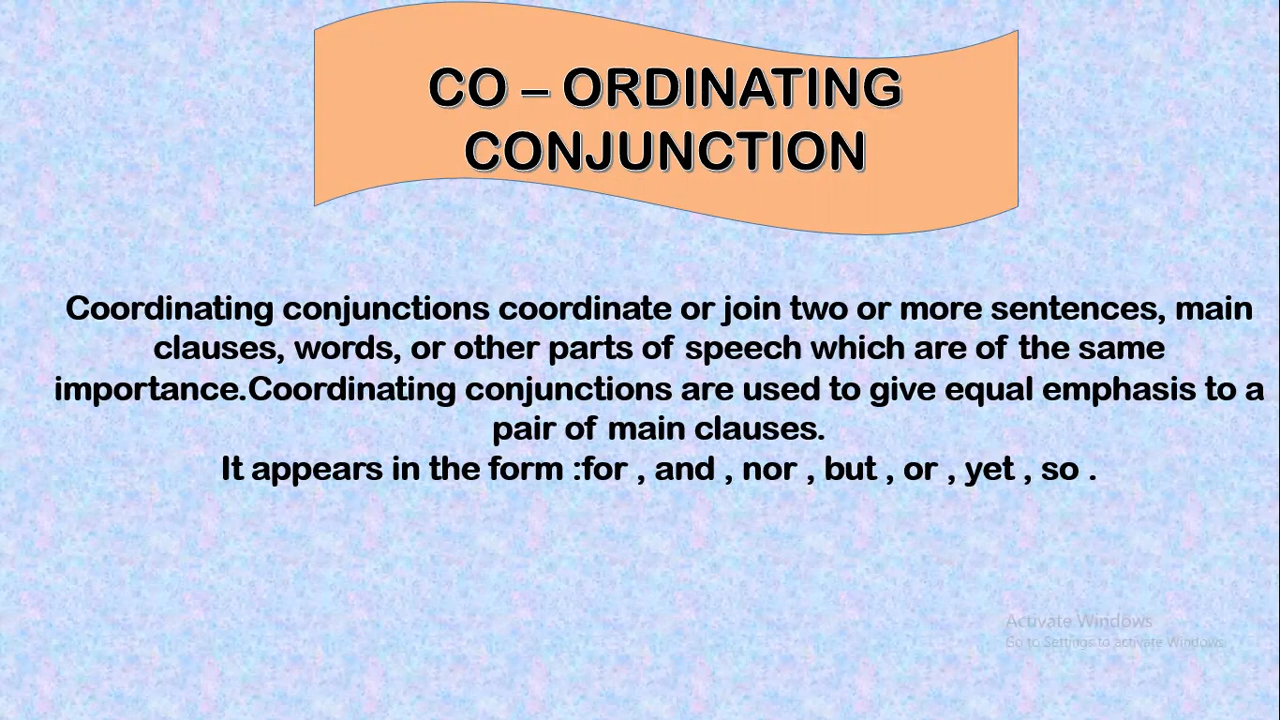 CO – ORDINATING
CONJUNCTION
Coordinating conjunctions coordinate or join two or more sentences, main
clauses, words, or other parts of speech which are of the same
importance.Coordinating conjunctions are used to give equal emphasis to a
pair of main clauses.
It appears in the form :for , and , nor , but , or , yet , so .
Activate Windows
Go to Settings to activate Windows.